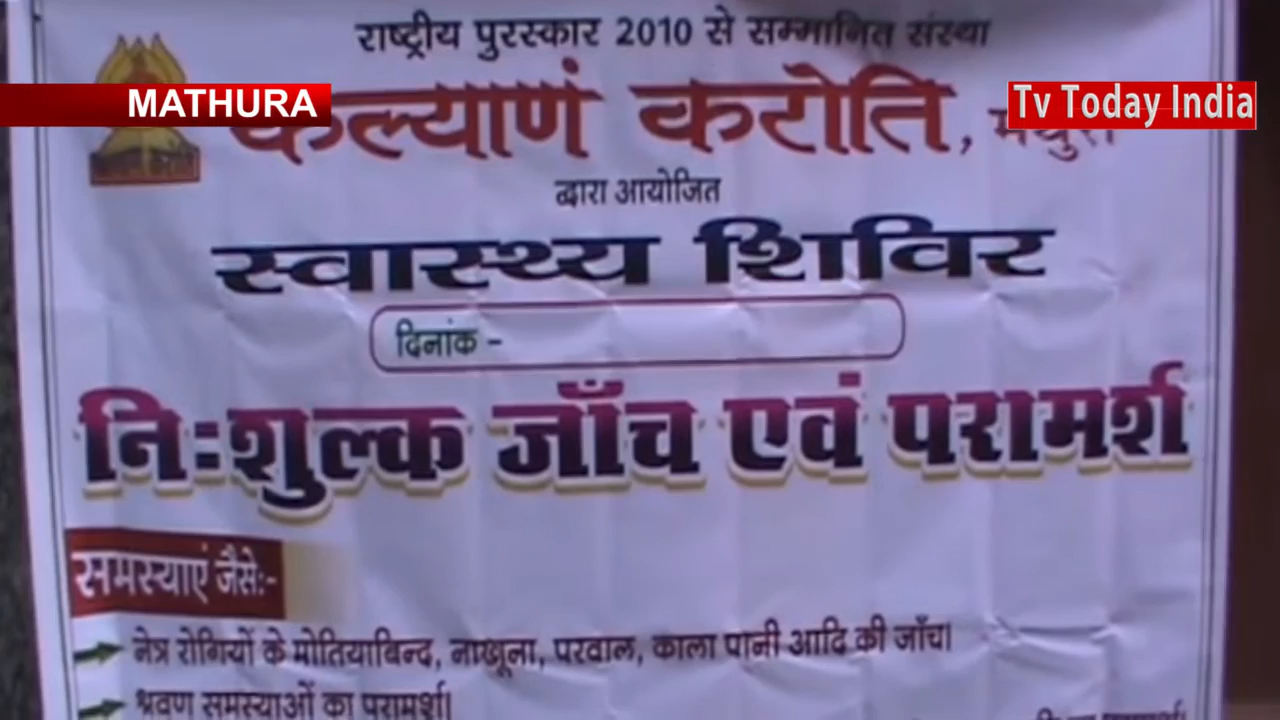 राष्ट्रीय पुरस्कार 2010 से सम्मानित संस्था
MATHURA
Tv Today India
कल्याणं करोति, मथुरा
द्वारा आयोजित
स्वास्थ्य शिविर
दिनांक -
निःशुल्क जाँच एवं परामर्श
समस्याएं जैसेः-
नेत्र रोगियों के मोतियाबिन्द, नाखूना, परवाल, काला पानी आदि की जाँच।
श्रवण समस्याओं का परामर्श।